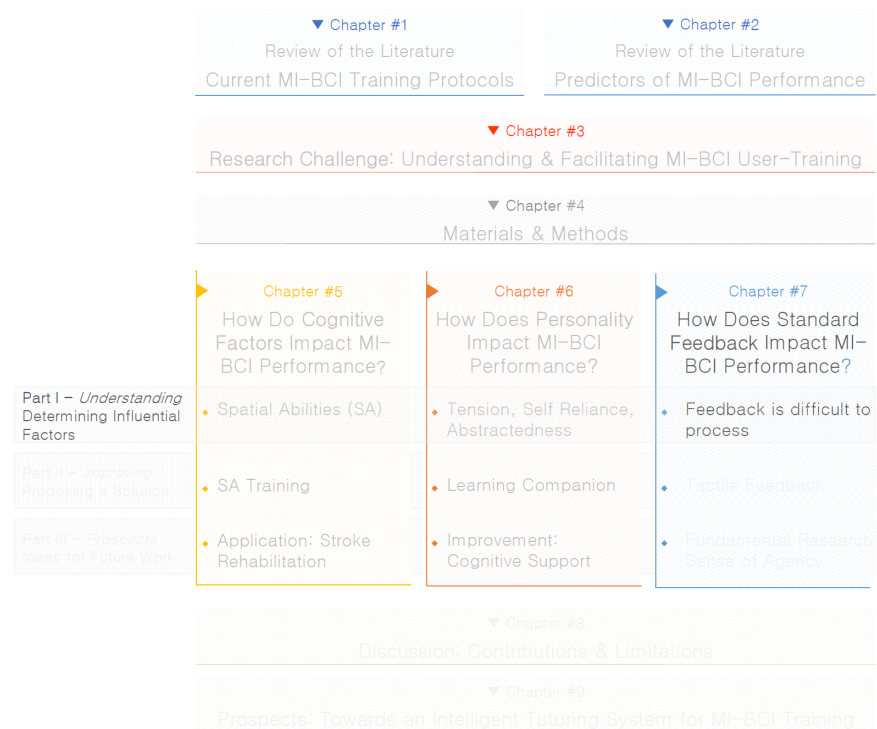 ▼ Chapter #1
Review of the Literature
Current MI-BCI Training Protocols
▼ Chapter #2
Review of the Literature
Predictors of MI-BCI Performance
▼ Chapter #3
Research Challenge: Understanding & Facilitating MI-BCI User-Training
▼ Chapter #4
Materials & Methods
Chapter #5
How Do Cognitive
Factors Impact MI-
BCI Performance?
Chapter #6
How Does Personality
Impact MI-BCI
Performance?
Chapter #7
How Does Standard
Feedback Impact MI-
BCI Performance?
Part I - Understanding
Determining Influential
Factors
Spatial Abilities (SA)
Tension, Self Reliance,
Abstractedness
Feedback is difficult to
process
Part II - Improving
Proposing a Solution
SA Training
Learning Companion
Tactile Feedback
Part III - Prospects
Ideas for Future Work
Application: Stroke
Rehabilitation
Improvement:
Cognitive Support
Fundamental Research
Sense of Agency
▼ Chapter #8
Discussion: Contributions & Limitations
▼ Chapter #9
Prospects: Towards an Intelligent Tutoring System for MI-BCI Training